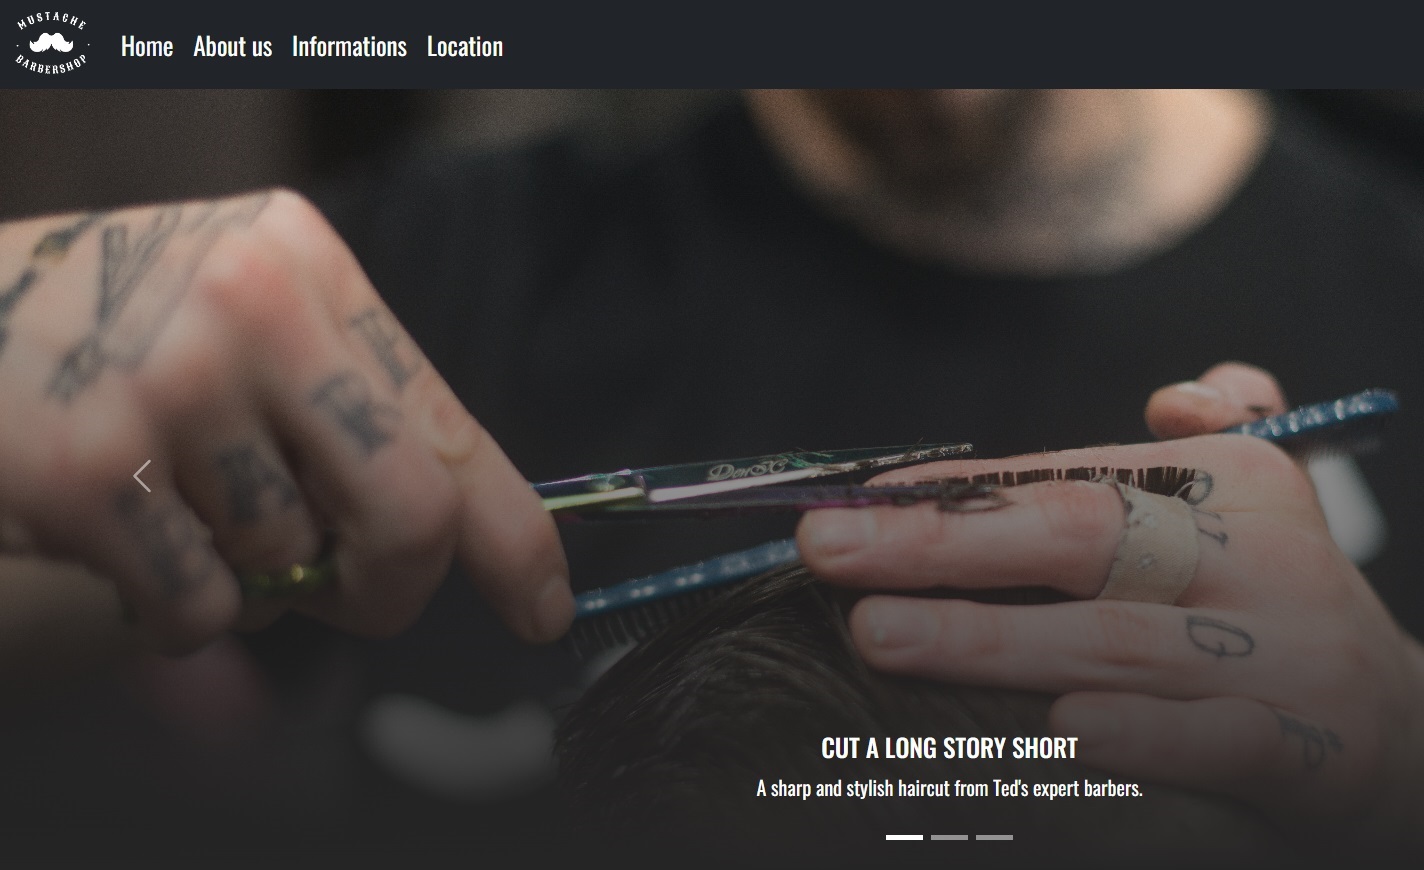 MUSTACHE
BARBERSHOP
Home About us Informations Location
CUT A LONG STORY SHORT
A sharp and stylish haircut from Ted's expert barbers.